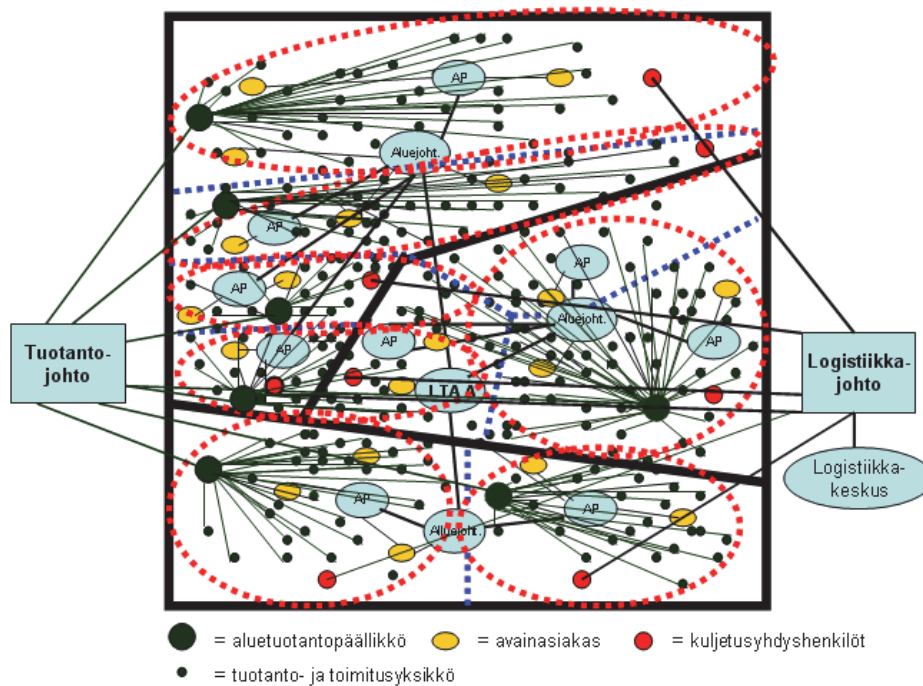 AP
Aluejoht.
AP
AP
AP
Aluejoht.
AP
AP
AP
Tuotanto-
johto
Logistiikka-
johto
LTA A
Logistiikka-
keskus
AP
AP
Alluejoht.
= aluetuotantopäällikkö
= avainasiakas
= kuljetusyhdyshenkilöt
= tuotanto- ja toimitusyksikkö